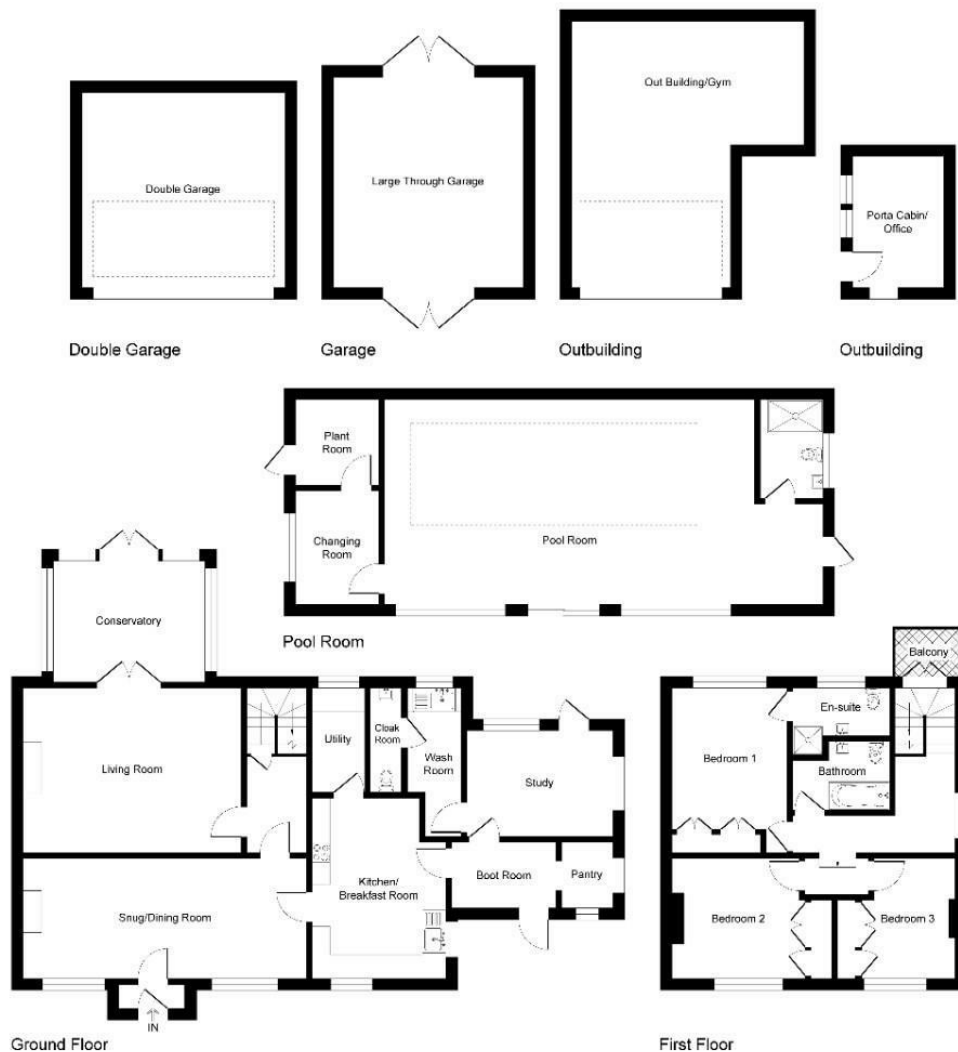 Out Building/Gym
Double Garage
Large Through Garage
Porta Cabin/
Office
Double Garage
Garage
Outbuilding
Outbuilding
Plant
Room
Changing
Room
Pool Room
Pool Room
Conservatory
Balcony
Living Room
Utility
Cloak
Room
Wash
Room
Study
Kitchen/
Breakfast Room
Boot Room
Pantry
Snug/Dining Room
IN
Ground Floor
En-suite
Bedroom 1
Bathroom
Bedroom 2
Bedroom 3
First Floor